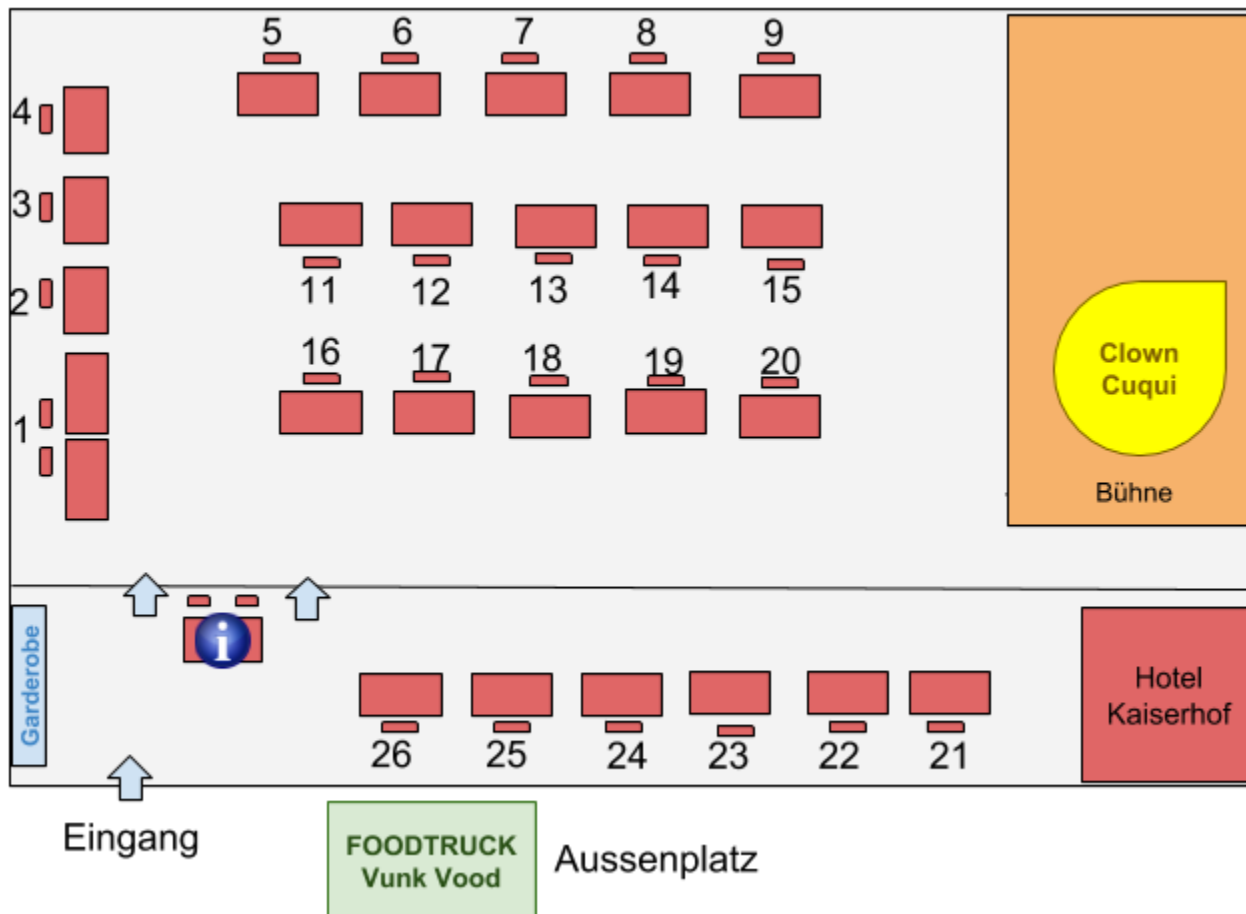 5 6 7 8 9
4
3
2
1
11 12 13 14 15
16 17 18 19 20
Clown
Cuqui
Bühne
i
Garderobe
26 25 24 23 22 21
Hotel
Kaiserhof
Eingang
FOODTRUCK
Vunk Vood
Aussenplatz